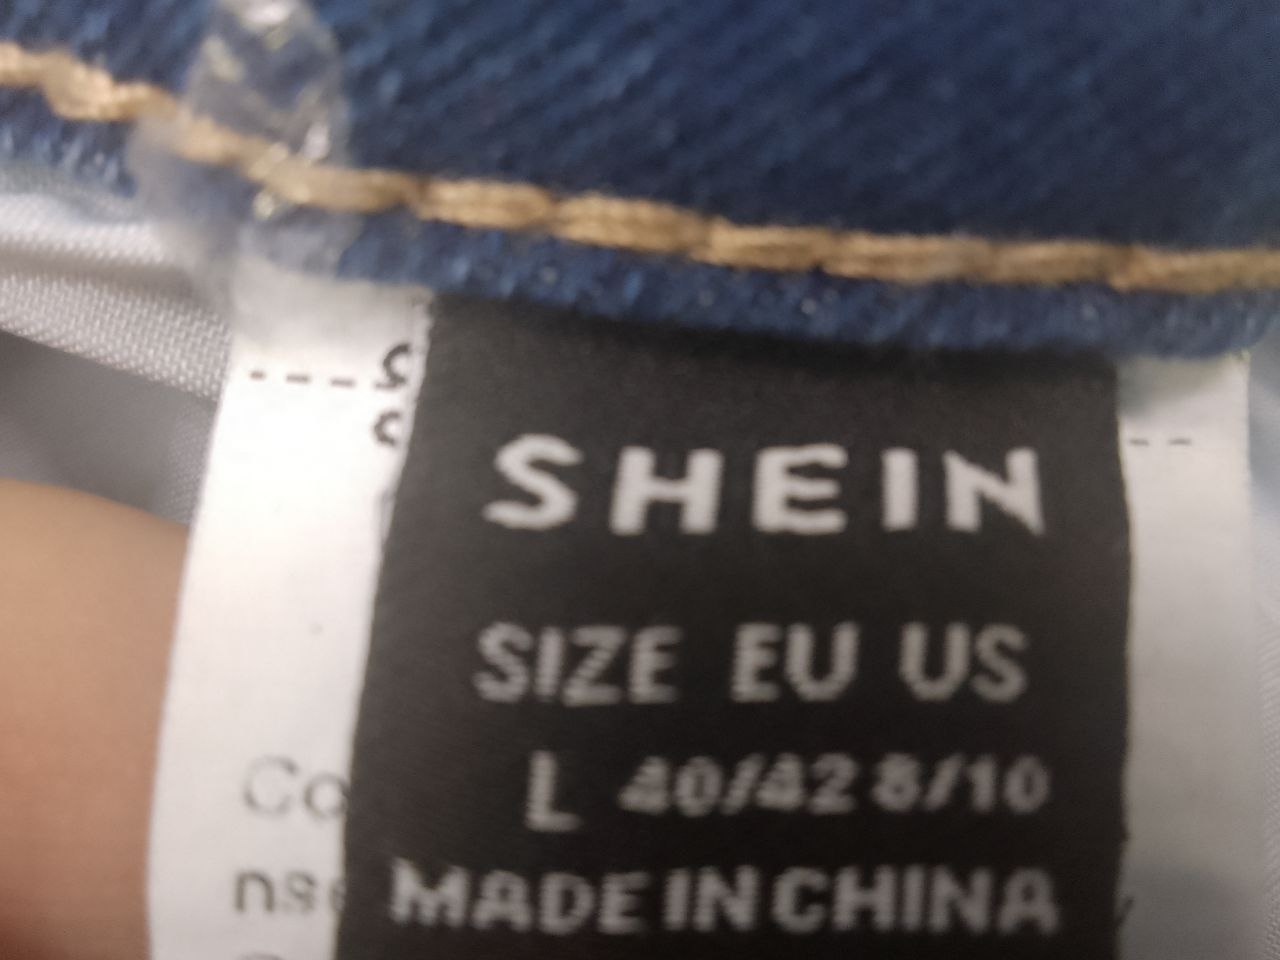 SHEIN
SIZE EU US
L 40/42 8/10
MADE IN CHINA